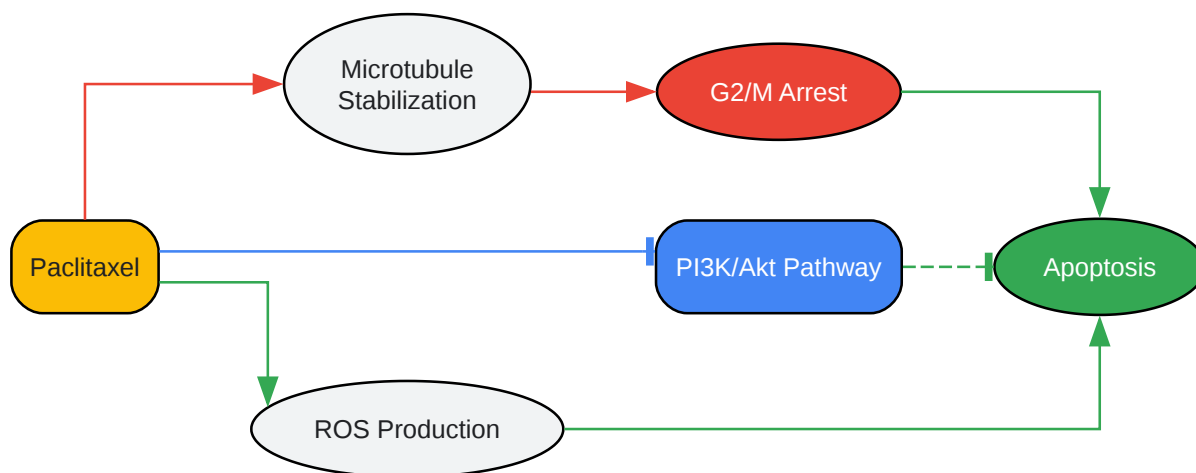 Microtubule
Stabilization
G2/M Arrest
Paclitaxel
PI3K/Akt Pathway
Apoptosis
ROS Production